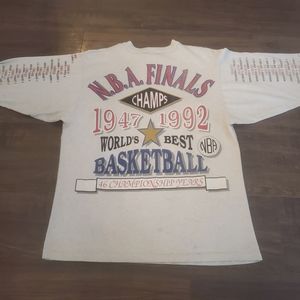 N.B.A. FINALS
CHAMPS
1947 1992
WORLD'S BEST
NBA
BASKETBALL
46 CHAMPIONSHIP YEARS